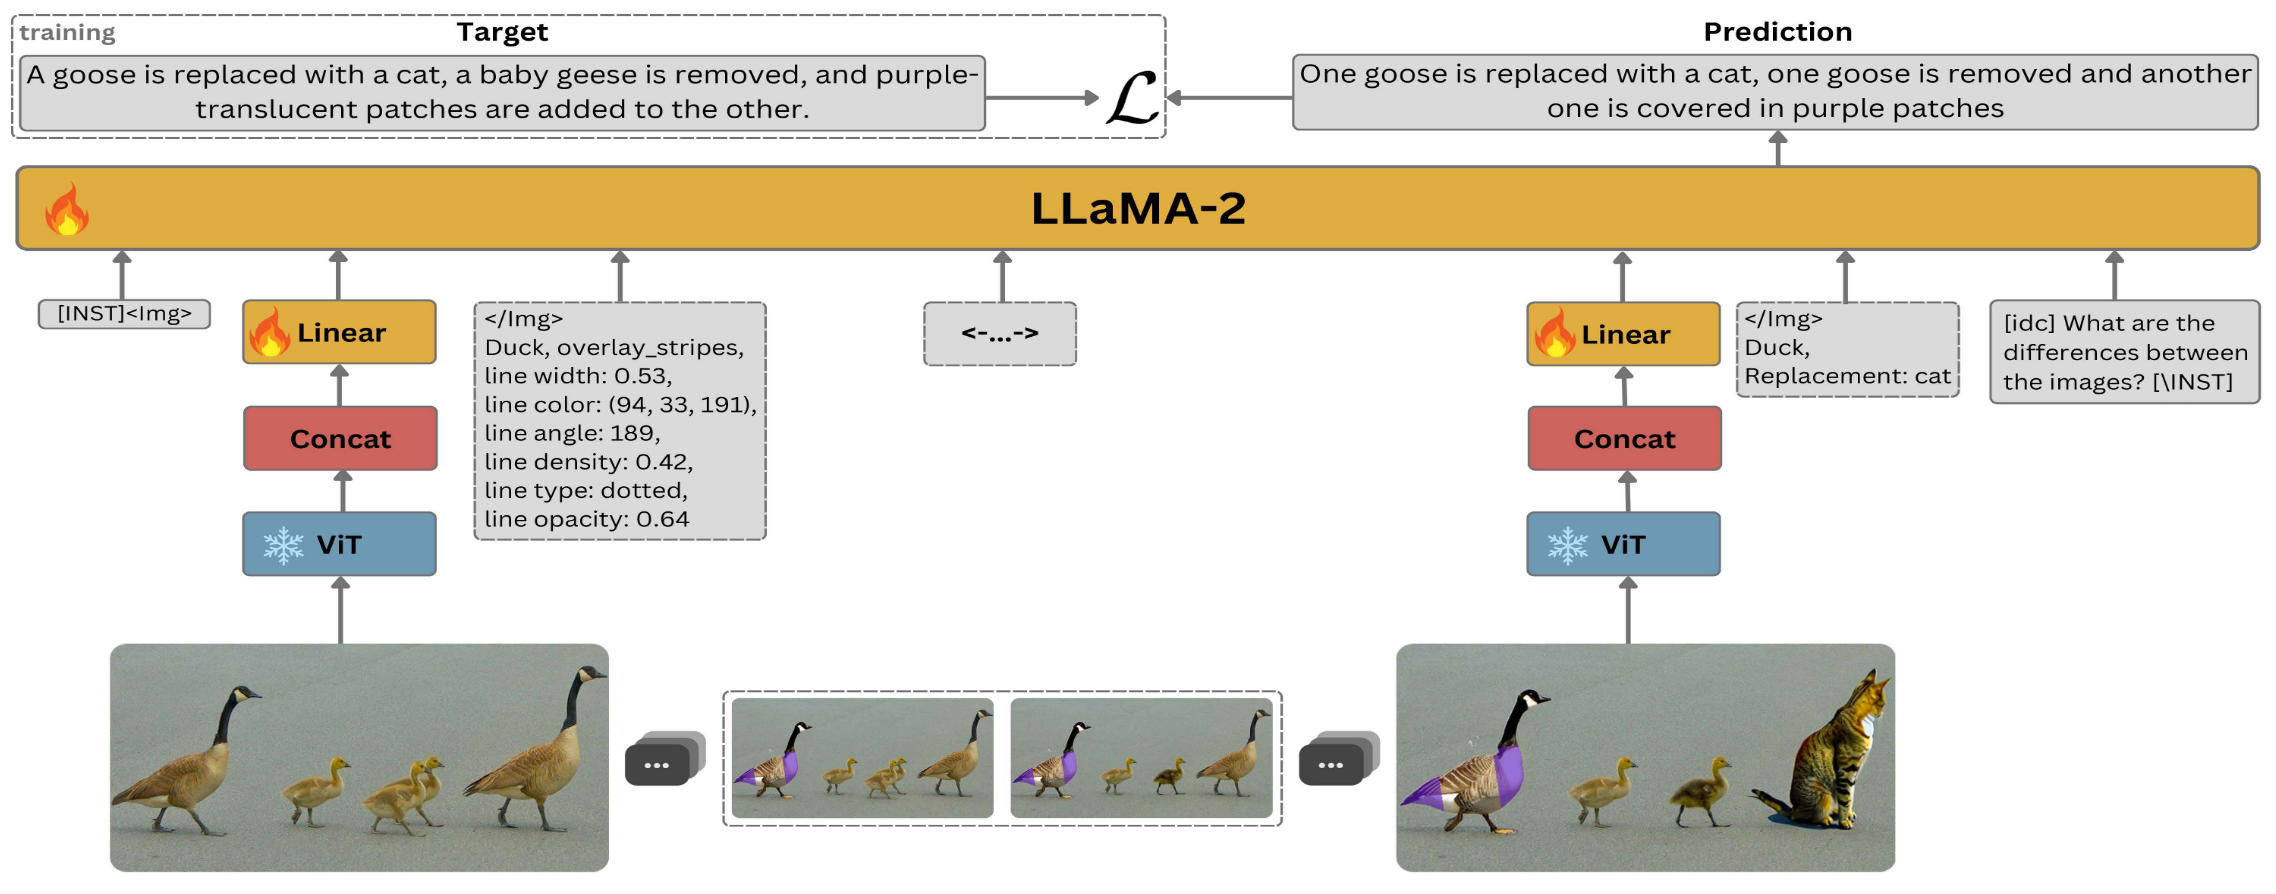 training
Target
A goose is replaced with a cat, a baby geese is removed, and purple-
translucent patches are added to the other.
ℒ
Prediction
One goose is replaced with a cat, one goose is removed and another
one is covered in purple patches
LLaMA-2
[INST]<Img>
Linear
Concat
ViT
</Img>
Duck, overlay_stripes,
line width: 0.53,
line color: (94, 33, 191),
line angle: 189,
line density: 0.42,
line type: dotted,
line opacity: 0.64
<-...->
Linear
Concat
ViT
</Img>
Duck,
Replacement: cat
[idc] What are the
differences between
the images? [\INST]
...
...